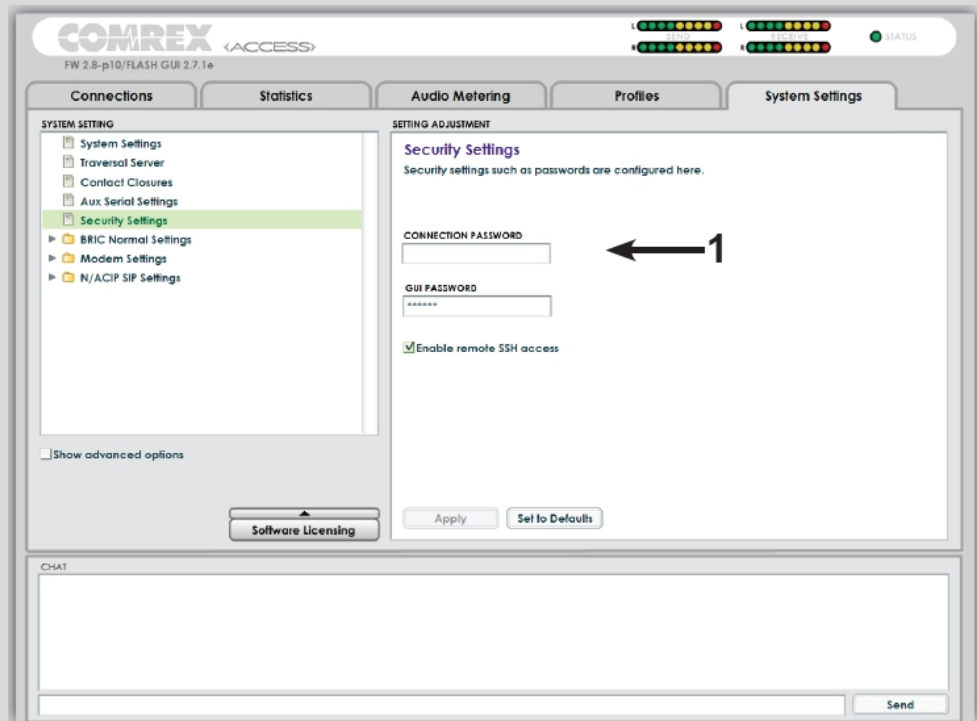 COMREX ACCESS
L SEND R
L RECEIVE R
STATUS
FW 2.8-p10/FLASH GUI 2.7.1e
Connections Statistics Audio Metering Profiles System Settings
SYSTEM SETTING
System Settings
Traversal Server
Contact Closures
Aux Serial Settings
Security Settings
BRIC Normal Settings
Modem Settings
N/ACIP SIP Settings
Show advanced options
Software Licensing
SETTING ADJUSTMENT
Security Settings
Security settings such as passwords are configured here.
CONNECTION PASSWORD
1
GUI PASSWORD
******
Enable remote SSH access
Apply Set to Defaults
CHAT
Send